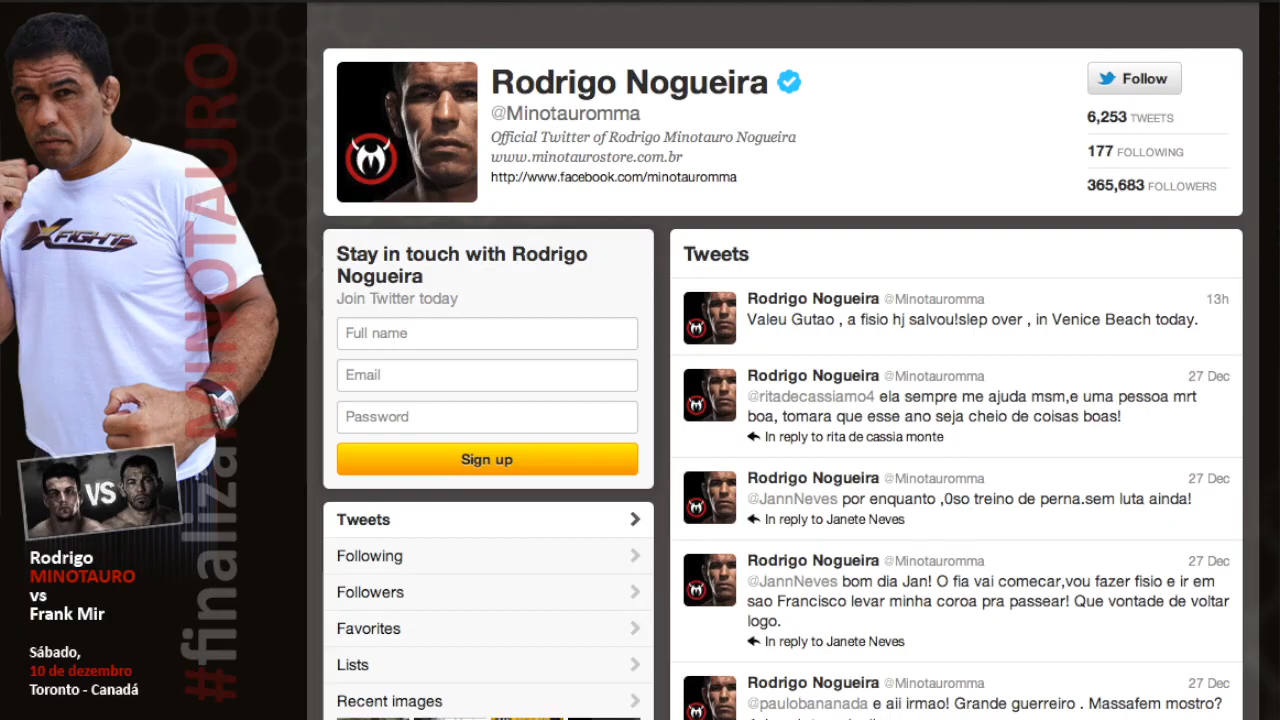 #finalizaMINOTAURO
X FIGHT
VS
Rodrigo
MINOTAURO
vs
Frank Mir
Sábado,
10 de dezembro
Toronto - Canadá
Rodrigo Nogueira
@Minotauromma
Official Twitter of Rodrigo Minotauro Nogueira
www.minotaurostore.com.br
http://www.facebook.com/minotauromma
Follow
6,253 TWEETS
177 FOLLOWING
365,683 FOLLOWERS
Stay in touch with Rodrigo
Nogueira
Join Twitter today
Full name
Email
Password
Sign up
Tweets
Following
Followers
Favorites
Lists
Recent images
Tweets
Rodrigo Nogueira @Minotauromma 13h
Valeu Gutao , a fisio hj salvou!slep over , in Venice Beach today.
Rodrigo Nogueira @Minotauromma 27 Dec
@ritadecassiamo4 ela sempre me ajuda msm,e uma pessoa mrt
boa, tomara que esse ano seja cheio de coisas boas!
In reply to rita de cassia monte
Rodrigo Nogueira @Minotauromma 27 Dec
@JannNeves por enquanto ,0so treino de perna.sem luta ainda!
In reply to Janete Neves
Rodrigo Nogueira @Minotauromma 27 Dec
@JannNeves bom dia Jan! O fia vai comecar,vou fazer fisio e ir em
sao Francisco levar minha coroa pra passear! Que vontade de voltar
logo.
In reply to Janete Neves
Rodrigo Nogueira @Minotauromma 27 Dec
@paulobananada e aii irmao! Grande guerreiro . Massafem mostro?